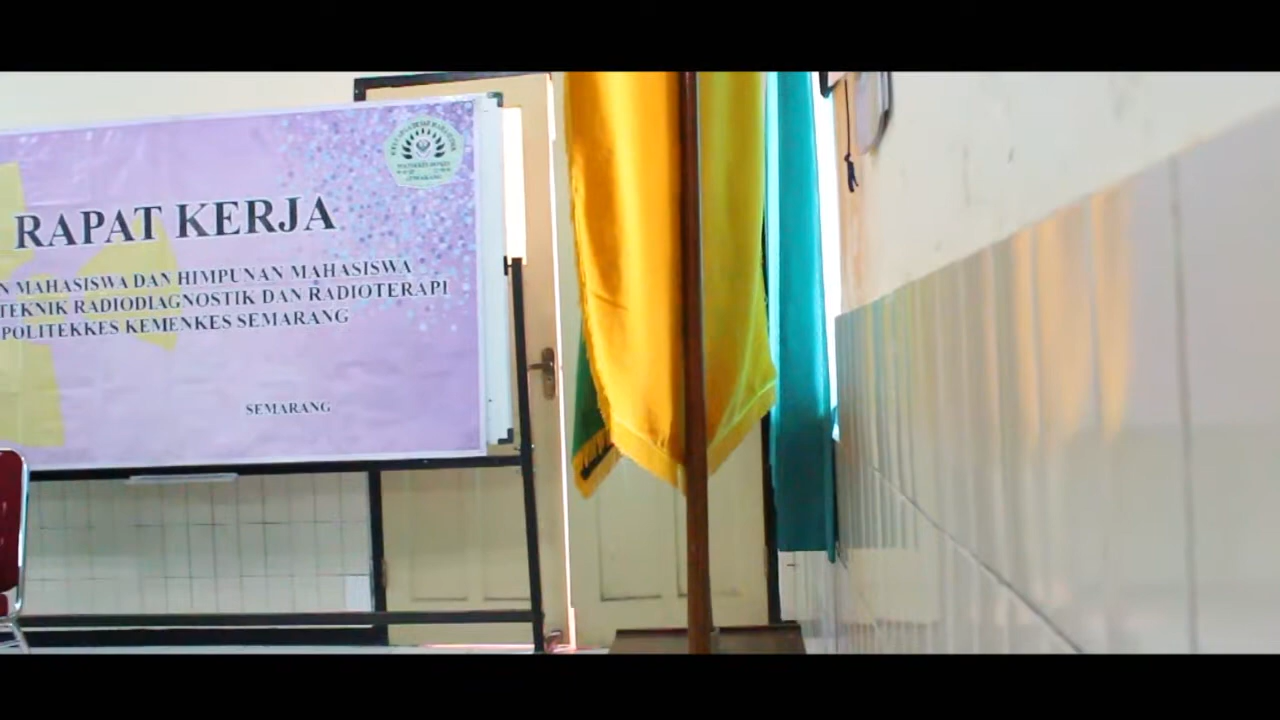 RAPAT KERJA
MAHASISWA DAN HIMPUNAN MAHASISWA
TEKNIK RADIODIAGNOSTIK DAN RADIOTERAPI
POLITEKKES KEMENKES SEMARANG
SEMARANG